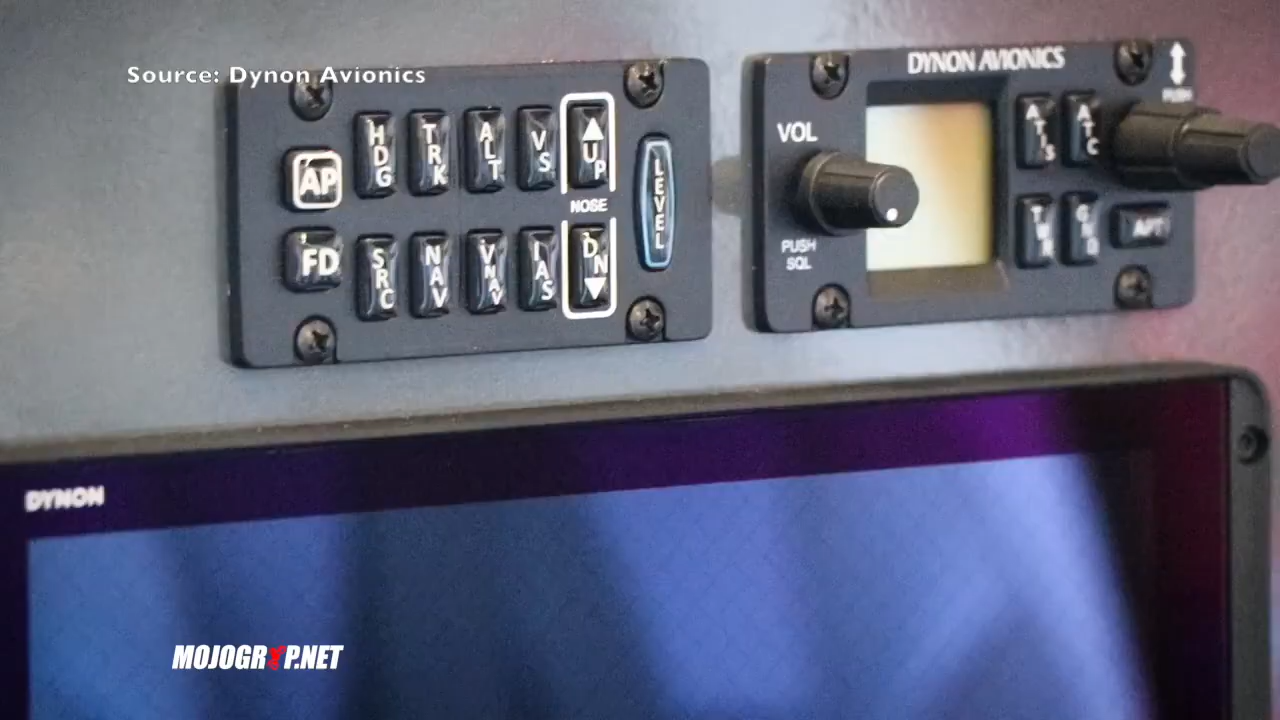 Source: Dynon Avionics
AP
HDG
TRK
ALT
VS
UP
LEVEL
NOSE
FD
SRC
NAV
VNAV
IAS
DN
DYNON AVIONICS
PUSH
VOL
ATIS
ATC
PUSH
SQL
TWR
GND
APT
DYNON
MOJOGRIP.NET